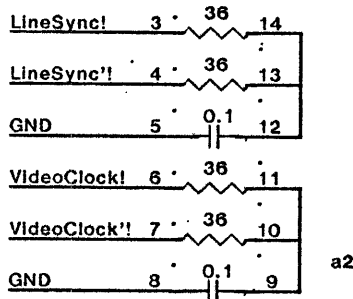 36
LineSync! 3 14
36
LineSync'! 4 13
0.1
GND 5 12
36
VideoClock! 6 11
36
VideoClock'! 7 10
a2
0.1
GND 8 9